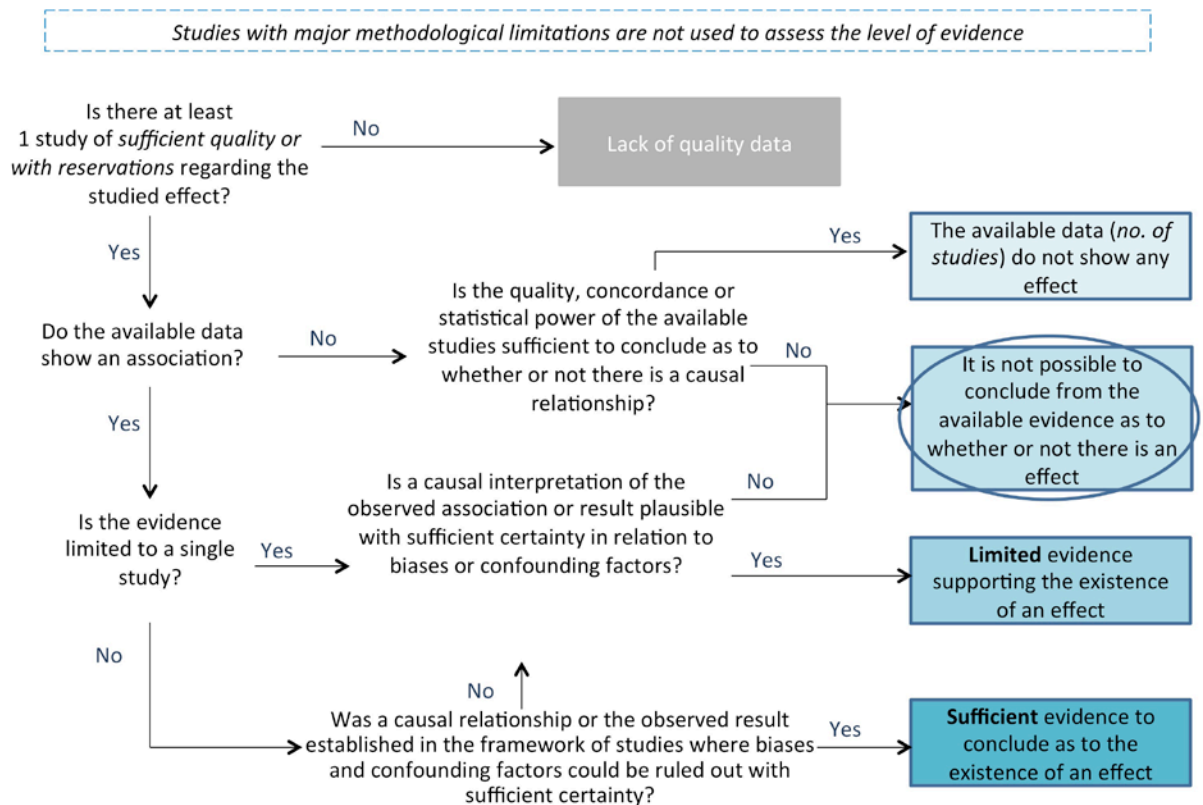 Studies with major methodological limitations are not used to assess the level of evidence
Is there at least
1 study of sufficient quality or
with reservations regarding the
studied effect?
No
Lack of quality data
Yes
Yes
The available data (no. of
studies) do not show any
effect
Do the available data
show an association?
No
Is the quality, concordance or
statistical power of the available
studies sufficient to conclude as to
whether or not there is a causal
relationship?
No
It is not possible to
conclude from the
available evidence as to
whether or not there is an
effect
Yes
Is the evidence
limited to a single
study?
Yes
Is a causal interpretation of the
observed association or result plausible
with sufficient certainty in relation to
biases or confounding factors?
No
Yes
Limited evidence
supporting the existence
of an effect
No
No
Was a causal relationship or the observed result
established in the framework of studies where biases
and confounding factors could be ruled out with
sufficient certainty?
Yes
Sufficient evidence to
conclude as to the
existence of an effect